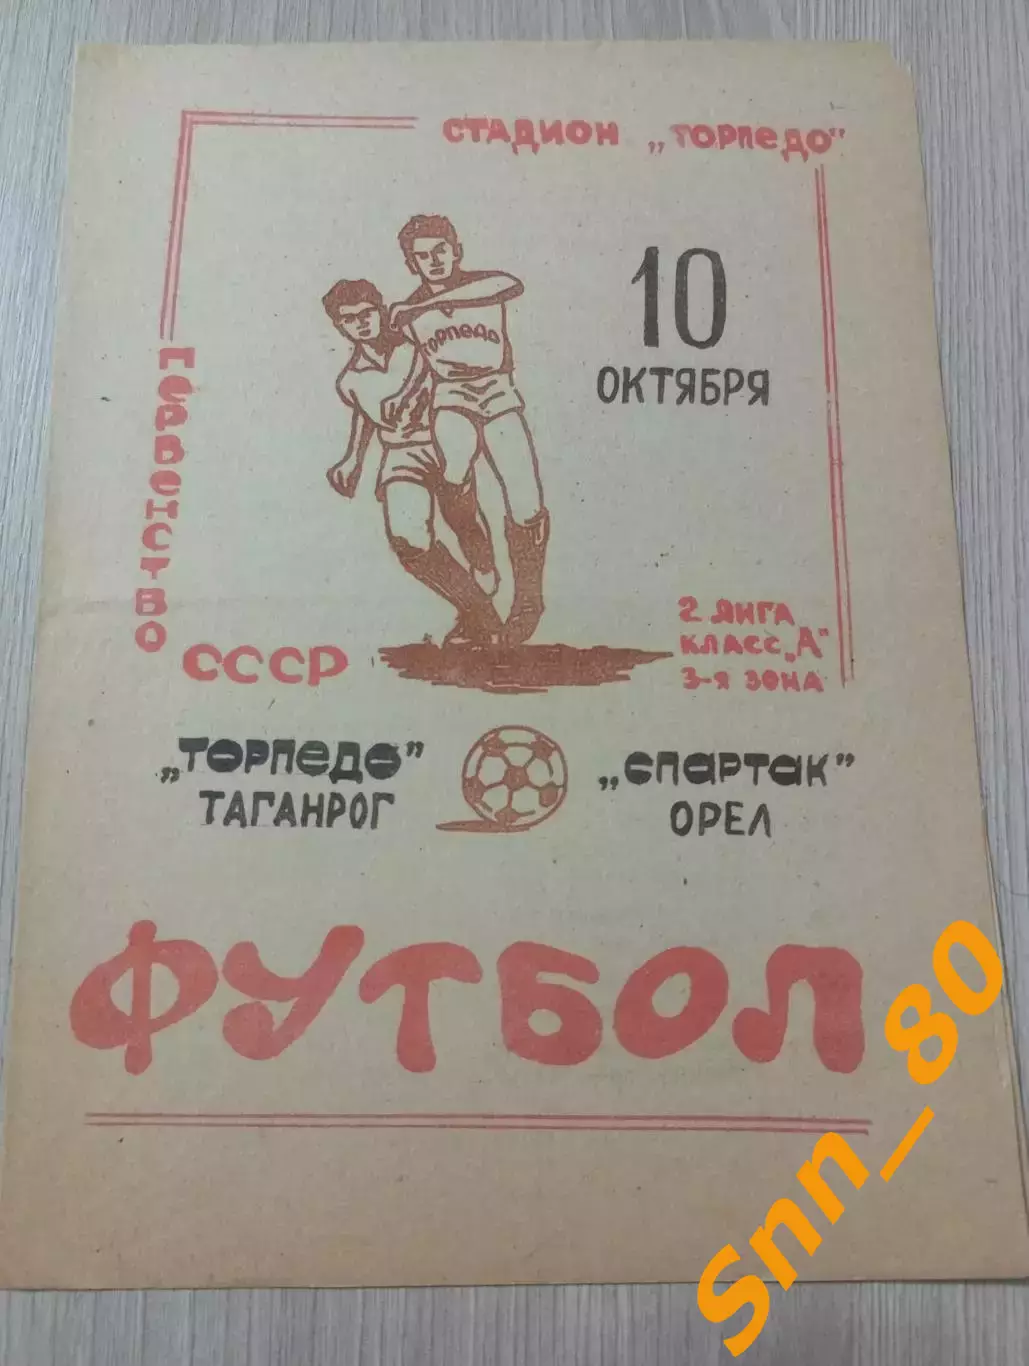 СТАДИОН „ТОРПЕДО"
10
ОКТЯБРЯ
ПЕРВЕНСТВО
СССР
ТОРПЕДО
2 ЛИГА
КЛАСС „А"
3-я ЗОНА
„ТОРПЕДО"
ТАГАНРОГ
„СПАРТАК"
ОРЕЛ
ФУТБОЛ
Snn_80